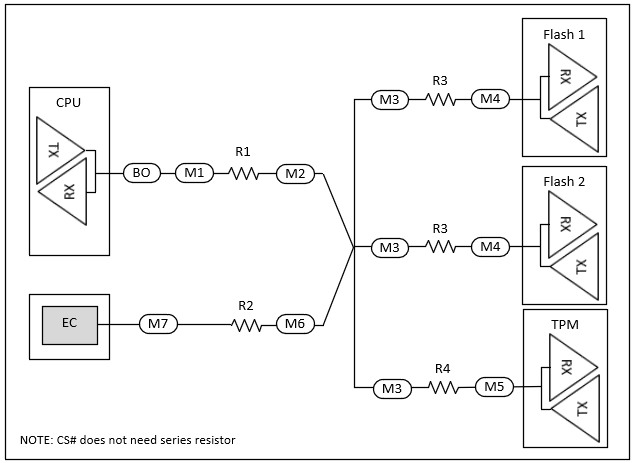 Flash 1
RX
TX
R3
M3
M4
CPU
TX
RX
BO
M1
R1
M2
Flash 2
RX
TX
R3
M3
M4
EC
M7
R2
M6
TPM
RX
TX
R4
M3
M5
NOTE: CS# does not need series resistor